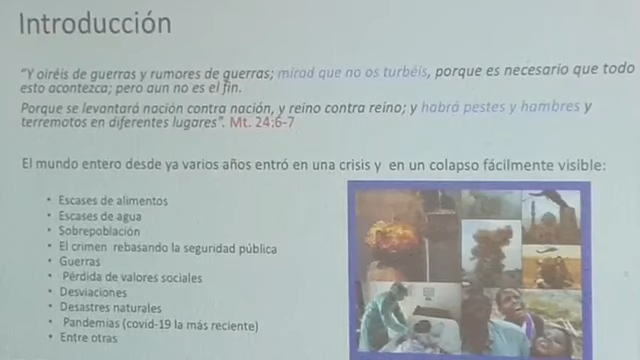 Introducción
"Y oiréis de guerras y rumores de guerras; mirad que no os turbéis, porque es necesario que todo
esto acontezca; pero aun no es el fin.
Porque se levantará nación contra nación, y reino contra reino; y habrá pestes y hambres y
terremotos en diferentes lugares". Mt. 24:6-7
El mundo entero desde ya varios años entró en una crisis y en un colapso fácilmente visible:
• Escases de alimentos
• Escases de agua
• Sobrepoblación
• El crimen rebasando la seguridad pública
• Guerras
• Pérdida de valores sociales
• Desviaciones
• Desastres naturales
• Pandemias (covid-19 la más reciente)
• Entre otras